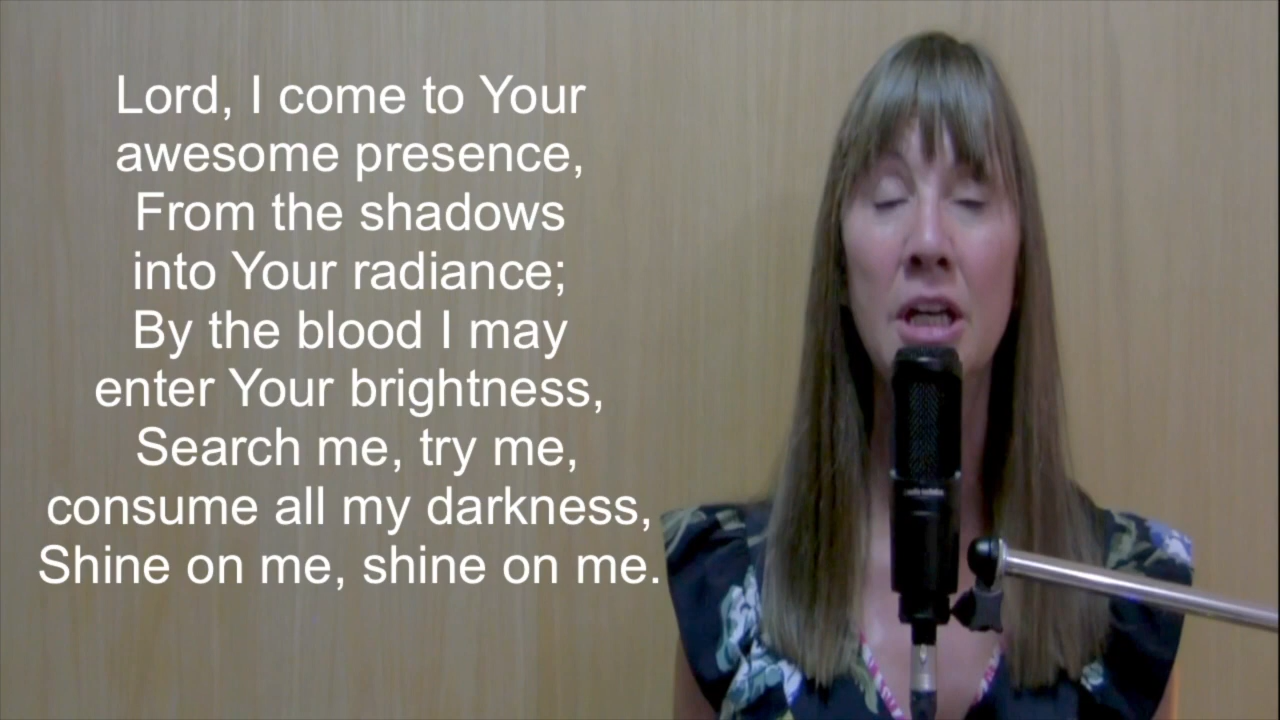 Lord, I come to Your
awesome presence,
From the shadows
into Your radiance;
By the blood I may
enter Your brightness,
Search me, try me,
consume all my darkness,
Shine on me, shine on me.